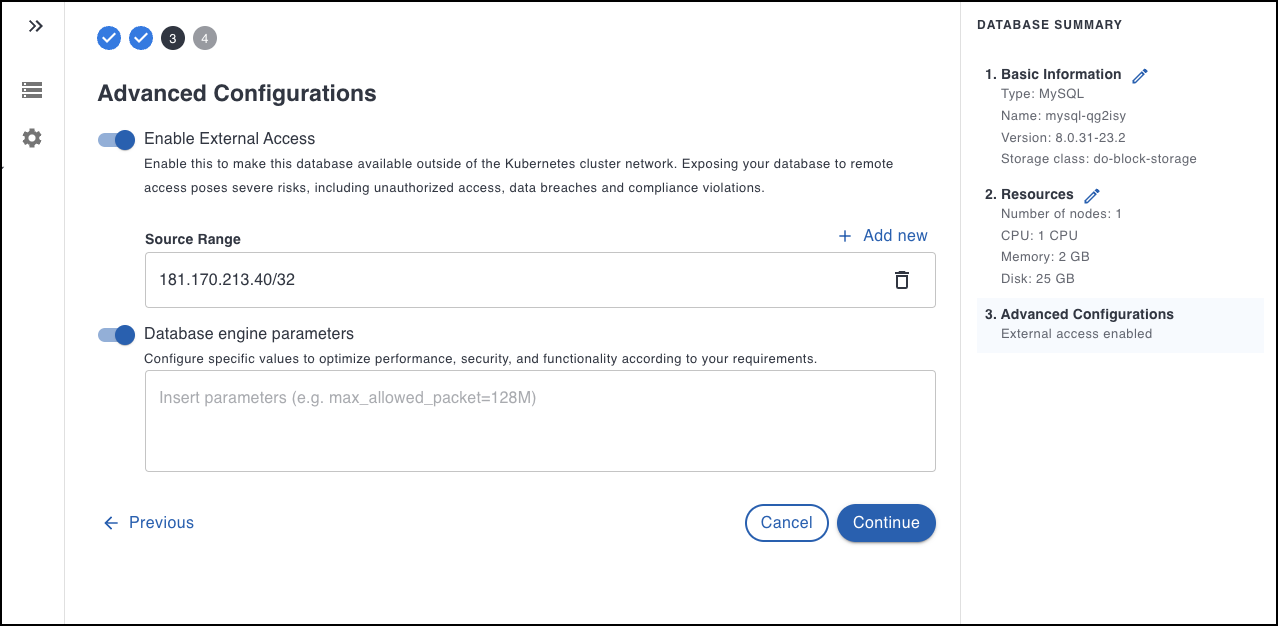 3
4
Advanced Configurations
Enable External Access
Enable this to make this database available outside of the Kubernetes cluster network. Exposing your database to remote
access poses severe risks, including unauthorized access, data breaches and compliance violations.
Source Range
Add new
181.170.213.40/32
Database engine parameters
Configure specific values to optimize performance, security, and functionality according to your requirements.
Insert parameters (e.g. max_allowed_packet=128M)
Previous
Cancel
Continue
DATABASE SUMMARY
1. Basic Information
Type: MySQL
Name: mysql-qg2isy
Version: 8.0.31-23.2
Storage class: do-block-storage
2. Resources
Number of nodes: 1
CPU: 1 CPU
Memory: 2 GB
Disk: 25 GB
3. Advanced Configurations
External access enabled